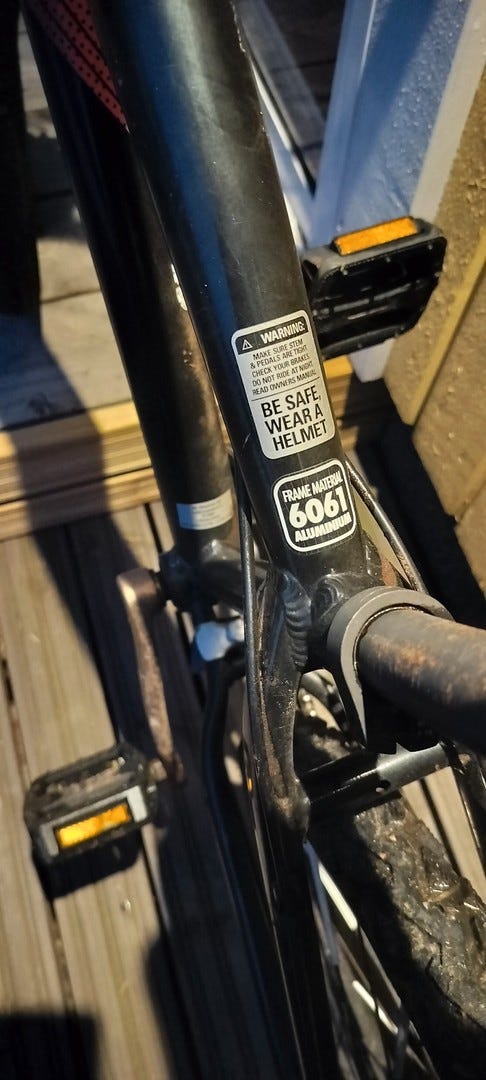 WARNING:
MAKE SURE STEM
& PEDALS ARE TIGHT.
CHECK YOUR BRAKES.
DO NOT RIDE AT NIGHT.
READ OWNERS MANUAL
BE SAFE,
WEAR A
HELMET
FRAME MATERIAL
6061
ALUMINIUM